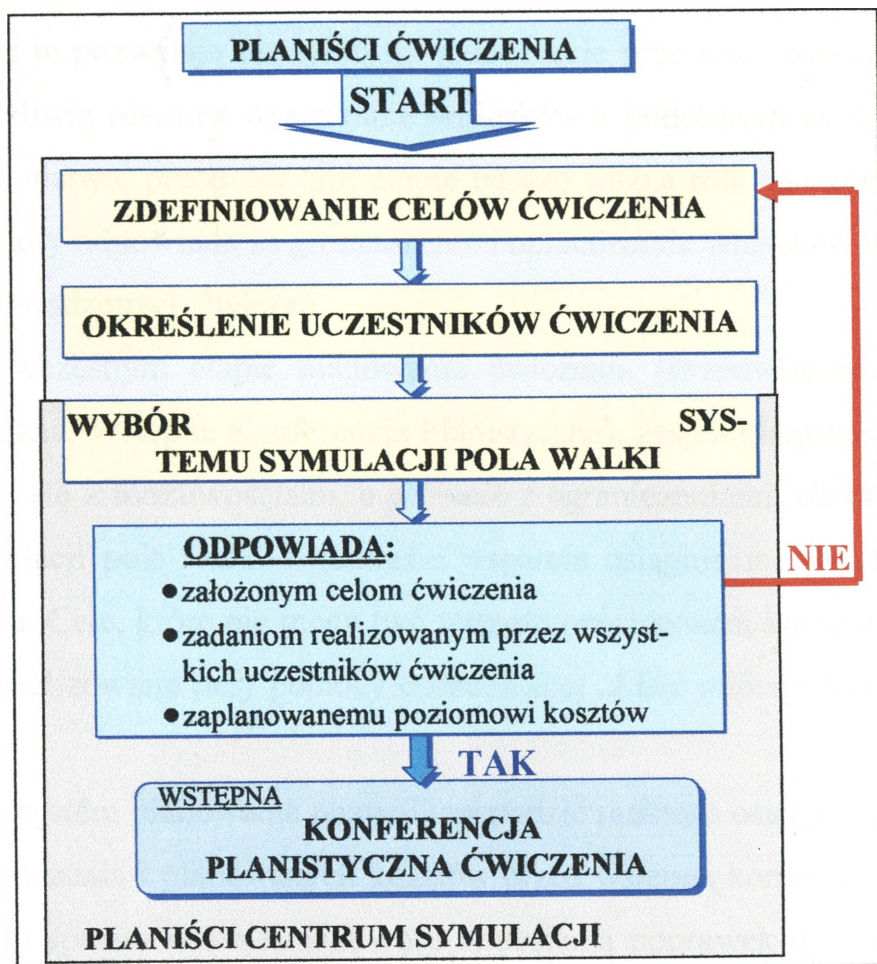 PLANIŚCI ĆWICZENIA
START
ZDEFINIOWANIE CELÓW ĆWICZENIA
OKREŚLENIE UCZESTNIKÓW ĆWICZENIA
WYBÓR SYS-
TEMU SYMULACJI POLA WALKI
ODPOWIADA:
• założonym celom ćwiczenia
• zadaniom realizowanym przez wszyst-
kich uczestników ćwiczenia
• zaplanowanemu poziomowi kosztów
NIE
TAK
WSTĘPNA
KONFERENCJA
PLANISTYCZNA ĆWICZENIA
PLANIŚCI CENTRUM SYMULACJI